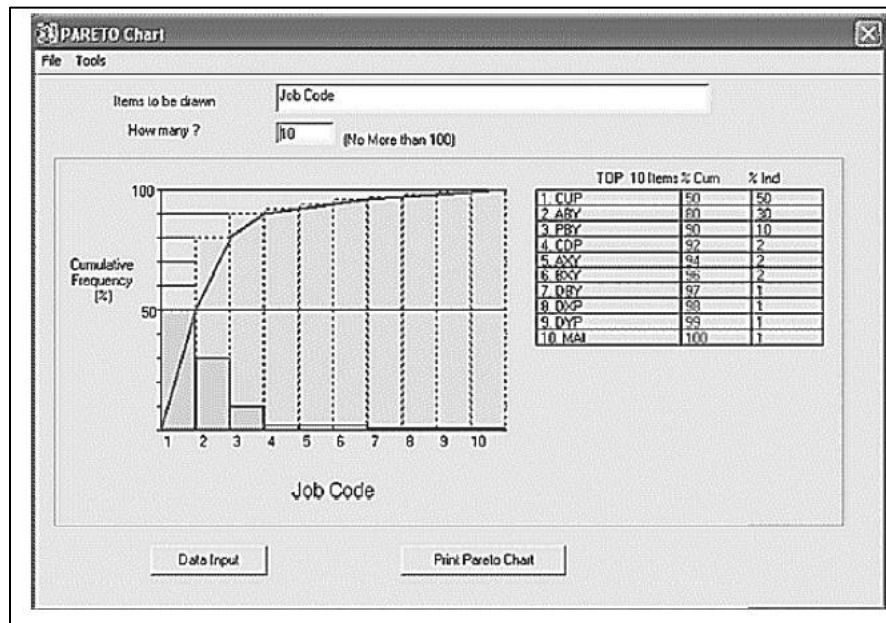 PARETO Chart
File Tools
Items to be drawn Job Code
How many ? 10 (No More than 100)
TOP 10 Items % Cum % Ind
1. CUP 50 50
2. ABY 80 30
3. PBY 90 10
4. CDP 92 2
5. AXY 94 2
6. BXY 96 2
7. DBY 97 1
8. DXP 98 1
9. DYP 99 1
10. MAI 100 1
100
Cumulative
Frequency
(%)
50
1 2 3 4 5 6 7 8 9 10
Job Code
Data Input Print Pareto Chart